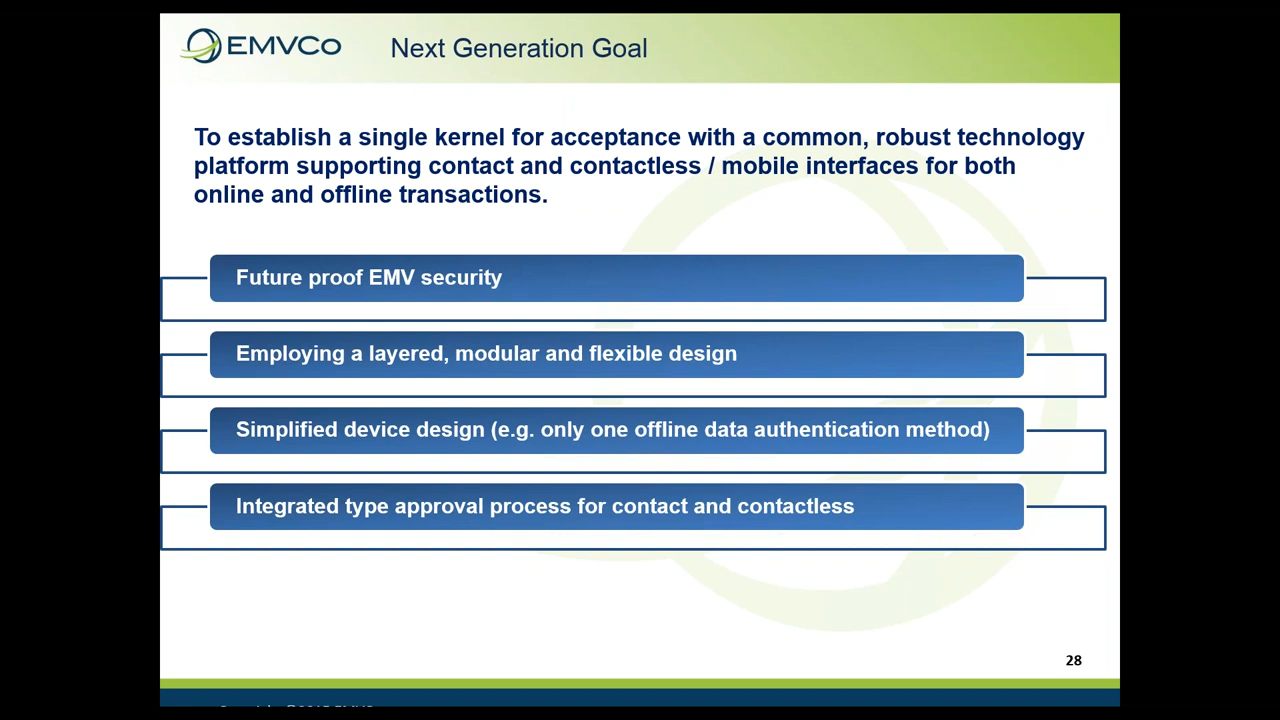 EMVCo
Next Generation Goal
To establish a single kernel for acceptance with a common, robust technology
platform supporting contact and contactless / mobile interfaces for both
online and offline transactions.
Future proof EMV security
Employing a layered, modular and flexible design
Simplified device design (e.g. only one offline data authentication method)
Integrated type approval process for contact and contactless
28